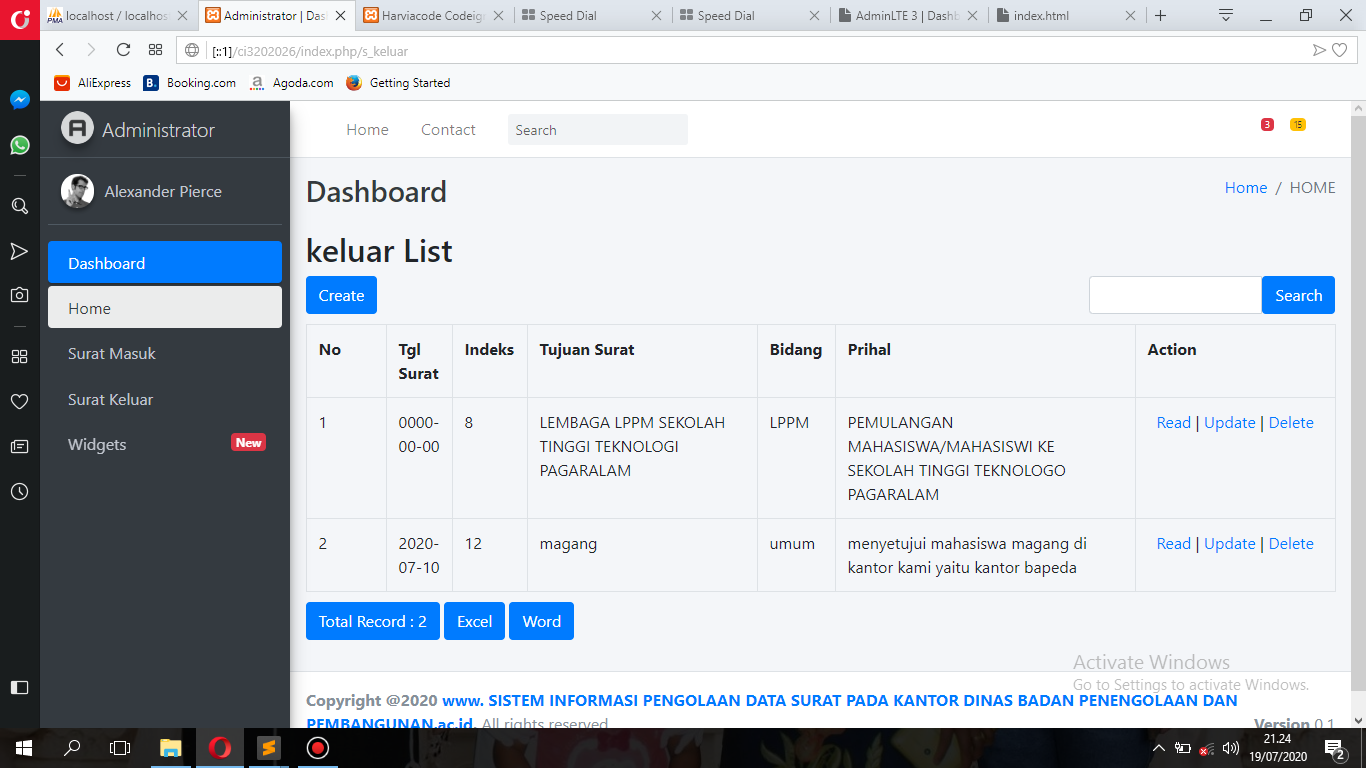 localhost / localhos
Administrator | Das
Harviacode Codeig
Speed Dial
Speed Dial
AdminLTE 3 | Dashb
index.html
[::1]/ci3202026/index.php/s_keluar
AliExpress
Booking.com
Agoda.com
Getting Started
Administrator
Home
Contact
Search
3
15
Alexander Pierce
Dashboard
Home / HOME
Dashboard
Home
Surat Masuk
Surat Keluar
Widgets
New
keluar List
Create
Search
No
Tgl Surat
Indeks
Tujuan Surat
Bidang
Prihal
Action
1
0000-
00-00
8
LEMBAGA LPPM SEKOLAH
TINGGI TEKNOLOGI
PAGARALAM
LPPM
PEMULANGAN
MAHASISWA/MAHASISWI KE
SEKOLAH TINGGI TEKNOLOGO
PAGARALAM
Read | Update | Delete
2
2020-
07-10
12
magang
umum
menyetujui mahasiswa magang di
kantor kami yaitu kantor bapeda
Read | Update | Delete
Total Record : 2
Excel
Word
Activate Windows
Go to Settings to activate Windows.
Copyright @2020 www. SISTEM INFORMASI PENGOLAAN DATA SURAT PADA KANTOR DINAS BADAN PENENGOLAAN DAN
PEMBANGUNAN.ac.id. All rights reserved.
Version 0.1
21.24
19/07/2020
2